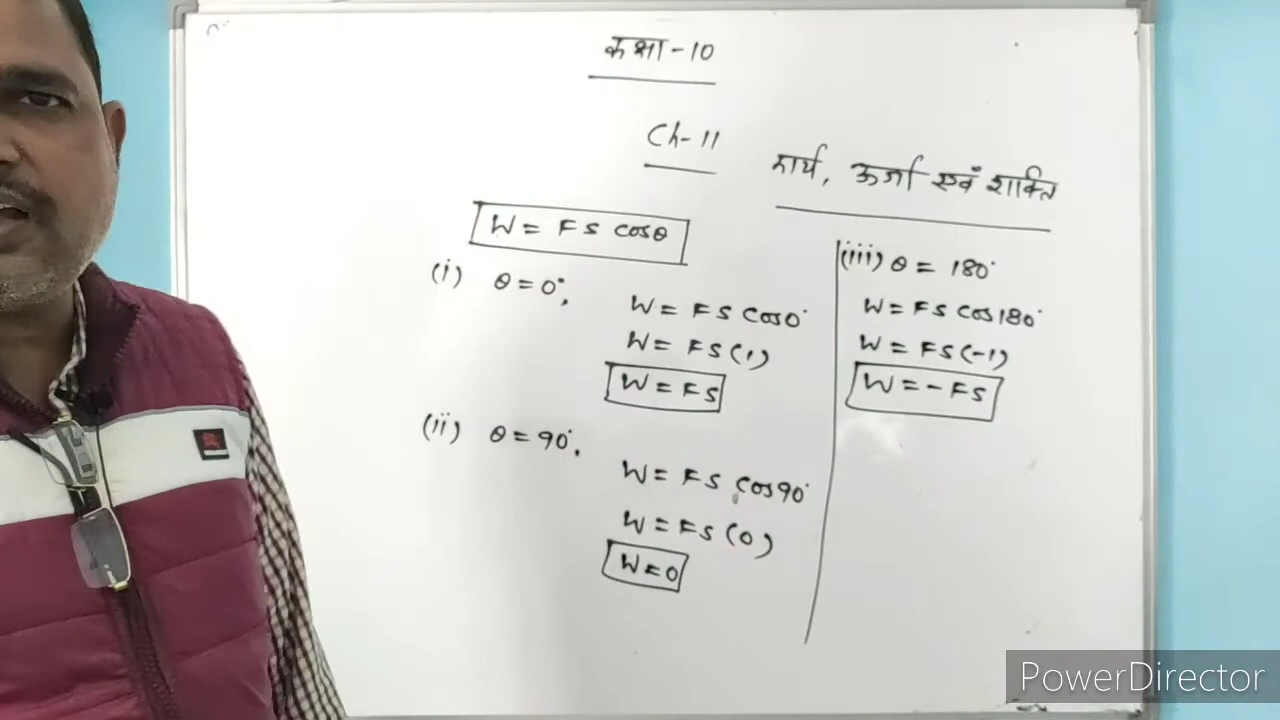 कक्षा - 10
Ch - 11
कार्य, ऊर्जा एवं शक्ति
W = FS cosθ
(i) θ = 0°,
W = FS cos0°
W = FS(1)
W = FS
(ii) θ = 90°.
W = FS cos90°
W = FS(0)
W = 0
(iii) θ = 180°
W = FS cos180°
W = FS(-1)
W = - FS
PowerDirector